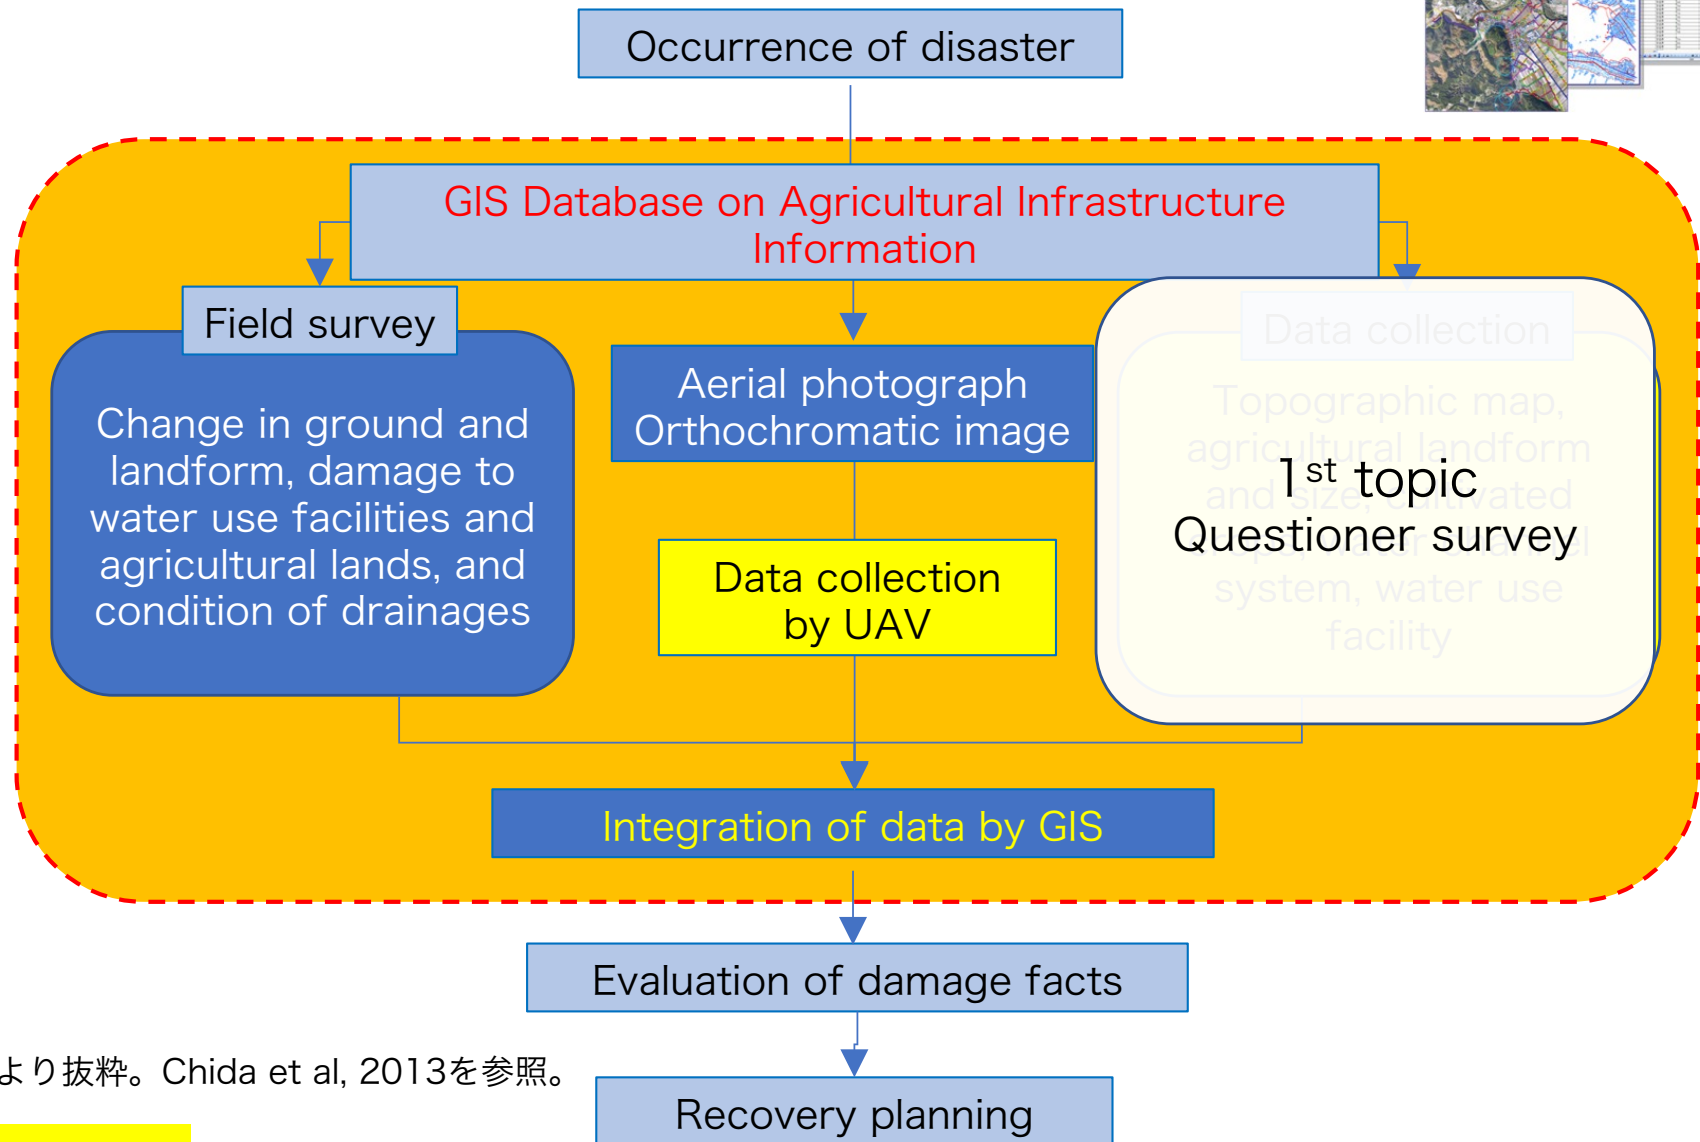 Occurrence of disaster
GIS Database on Agricultural Infrastructure
Information
Field survey
Change in ground and
landform, damage to
water use facilities and
agricultural lands, and
condition of drainages
Aerial photograph
Orthochromatic image
Data collection
by UAV
Data collection
Topographic map,
agricultural landform
and size, cultivated
channel
system, water use
facility
1st topic
Questioner survey
Integration of data by GIS
Evaluation of damage facts
Recovery planning
より抜粋。Chida et al, 2013を参照。